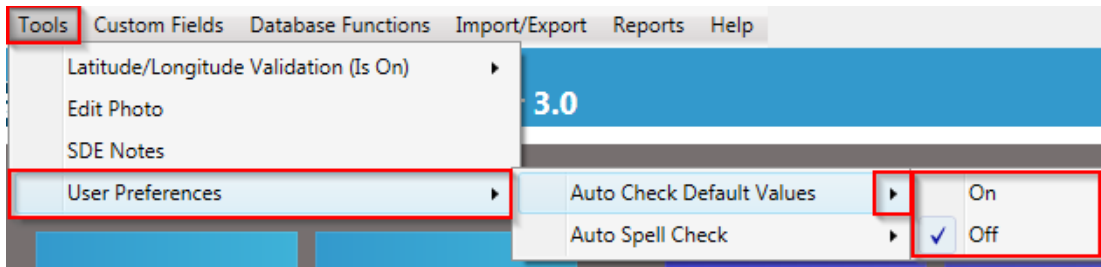 Tools Custom Fields Database Functions Import/Export Reports Help
Latitude/Longitude Validation (Is On)
Edit Photo
3.0
SDE Notes
User Preferences
Auto Check Default Values
On
Auto Spell Check
Off